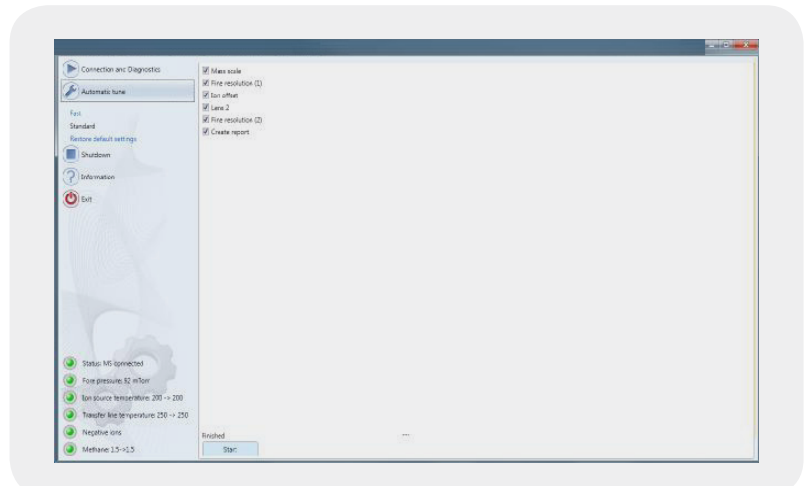 Connection and Diagnostics
Automatic tune
Fast
Standard
Restore default settings
Shutdown
Information
Exit
Mass scale
Fine resolution (1)
Ion offset
Lens 2
Fine resolution (2)
Create report
Status: MS connected
Fore pressure: 92 mTorr
Ion source temperature: 200 -> 200
Transfer line temperature: 250 -> 250
Negative ions
Methane: 1.5->1.5
Finished
---
Start